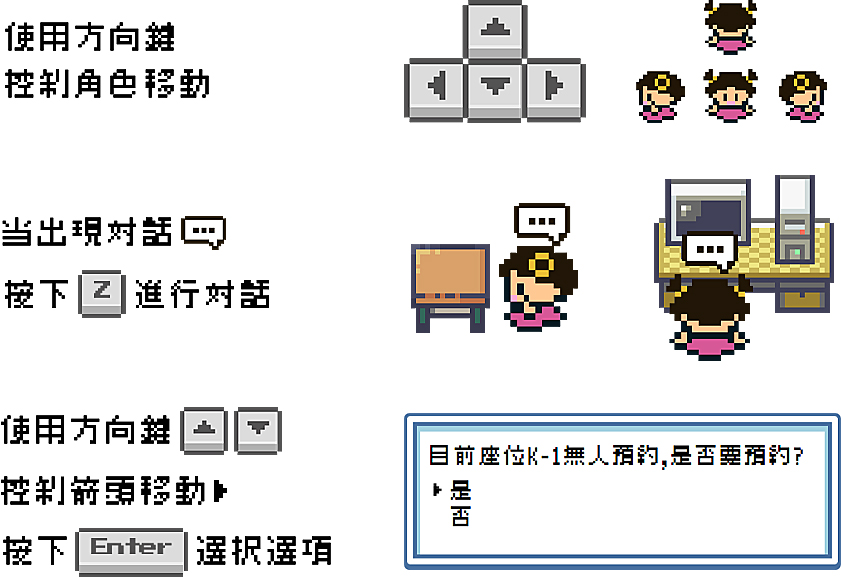 使用方向鍵
控制角色移動
当出現対話
按下 Z 進行対話
使用方向鍵
控制箭頭移動
按下 Enter 選択選項
目前座位K-1無人預約,是否要預約?
是
否